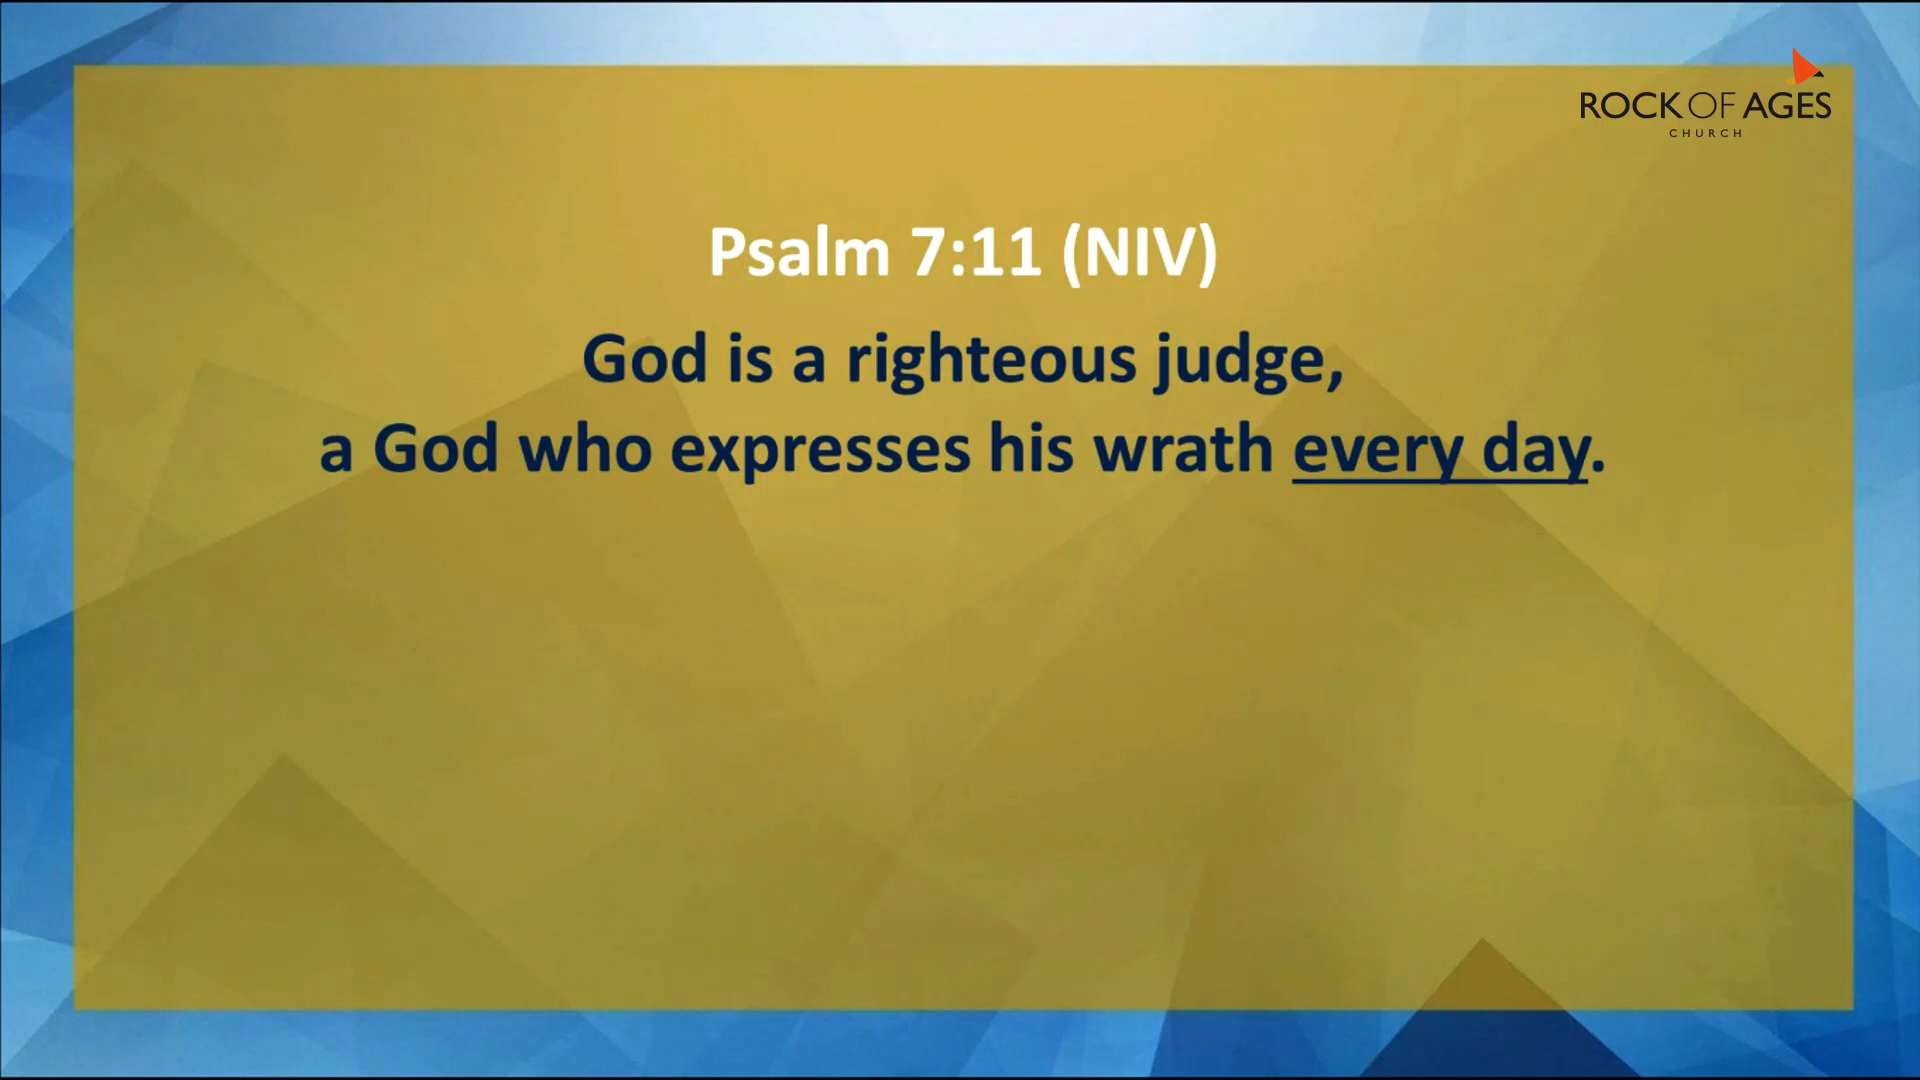 ROCK OF AGES
CHURCH
Psalm 7:11 (NIV)
God is a righteous judge,
a God who expresses his wrath every day.